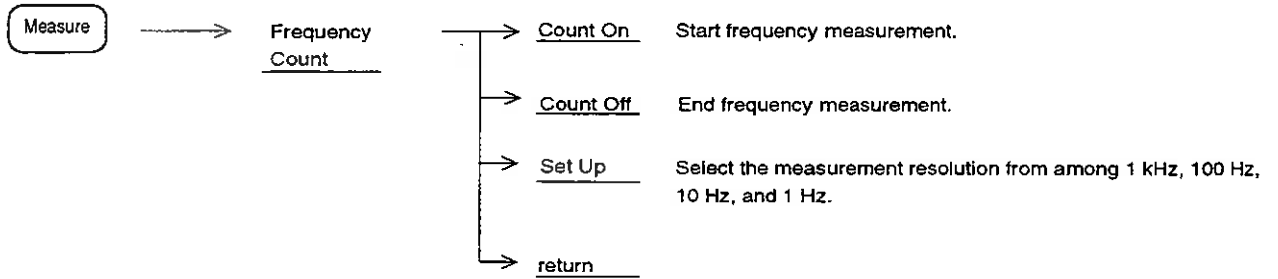 Measure
Frequency
Count
Count On Start frequency measurement.
Count Off End frequency measurement.
Set Up Select the measurement resolution from among 1 kHz, 100 Hz,
10 Hz, and 1 Hz.
return